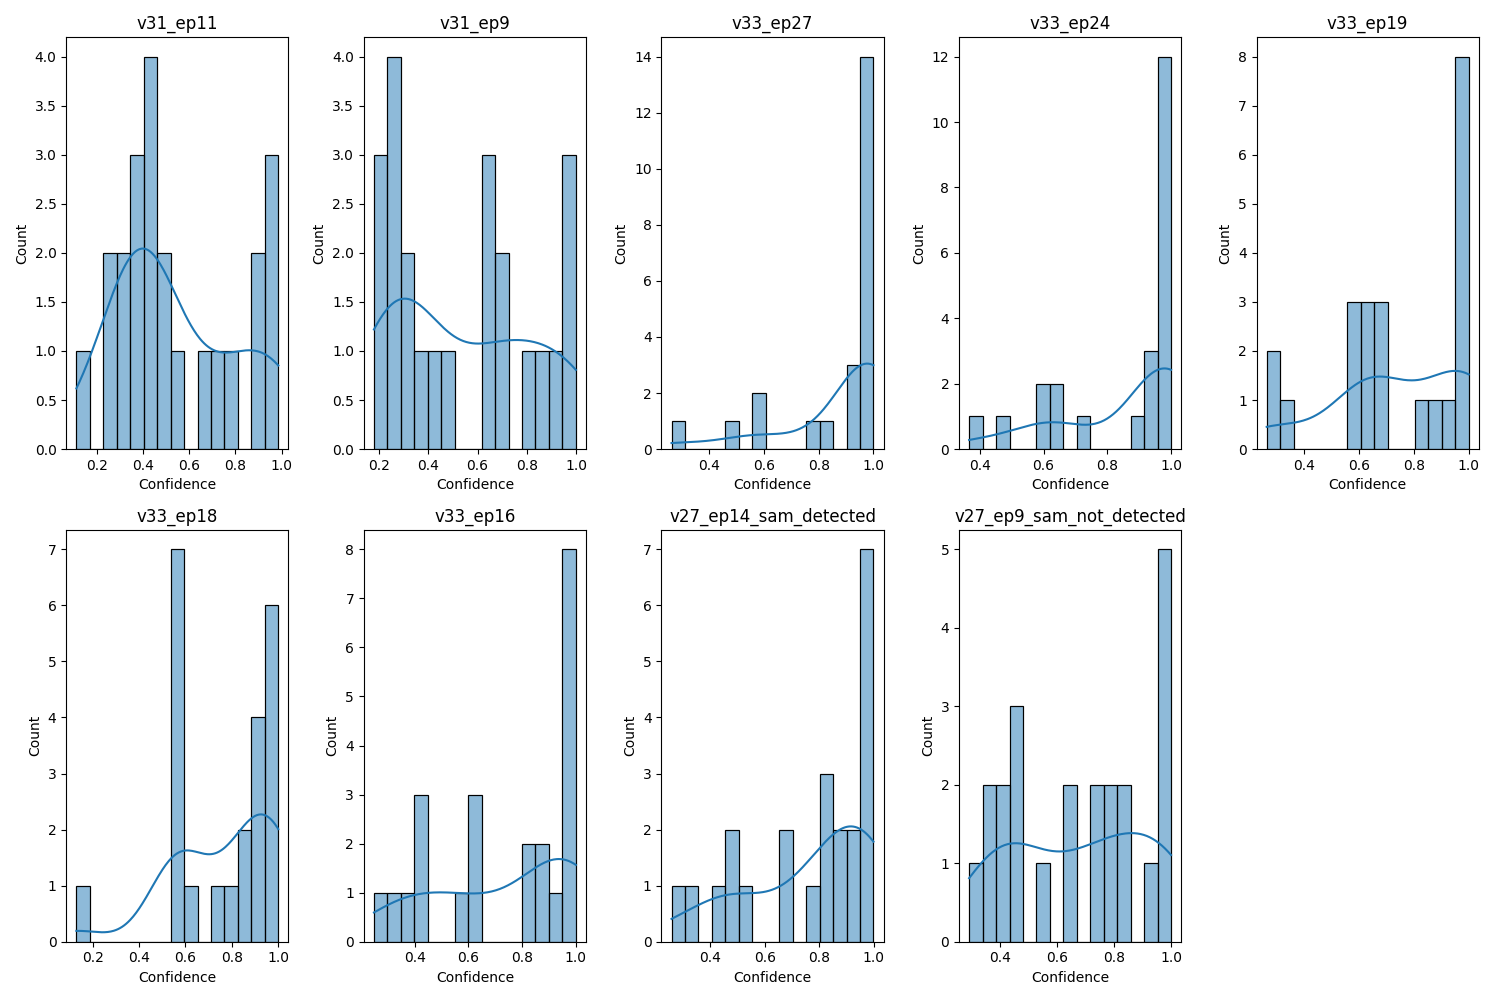 v31_ep11
v31_ep9
v33_ep27
v33_ep24
v33_ep19
4.0
3.5
3.0
2.5
2.0
1.5
1.0
0.5
0.0
Count
0.2 0.4 0.6 0.8 1.0
Confidence
4.0
3.5
3.0
2.5
2.0
1.5
1.0
0.5
0.0
Count
0.2 0.4 0.6 0.8 1.0
Confidence
14
12
10
8
6
4
2
0
Count
0.4 0.6 0.8 1.0
Confidence
12
10
8
6
4
2
0
Count
0.4 0.6 0.8 1.0
Confidence
8
7
6
5
4
3
2
1
0
Count
0.4 0.6 0.8 1.0
Confidence
v33_ep18
v33_ep16
v27_ep14_sam_detected
v27_ep9_sam_not_detected
7
6
5
4
3
2
1
0
Count
0.2 0.4 0.6 0.8 1.0
Confidence
8
7
6
5
4
3
2
1
0
Count
0.4 0.6 0.8 1.0
Confidence
7
6
5
4
3
2
1
0
Count
0.4 0.6 0.8 1.0
Confidence
5
4
3
2
1
0
Count
0.4 0.6 0.8 1.0
Confidence